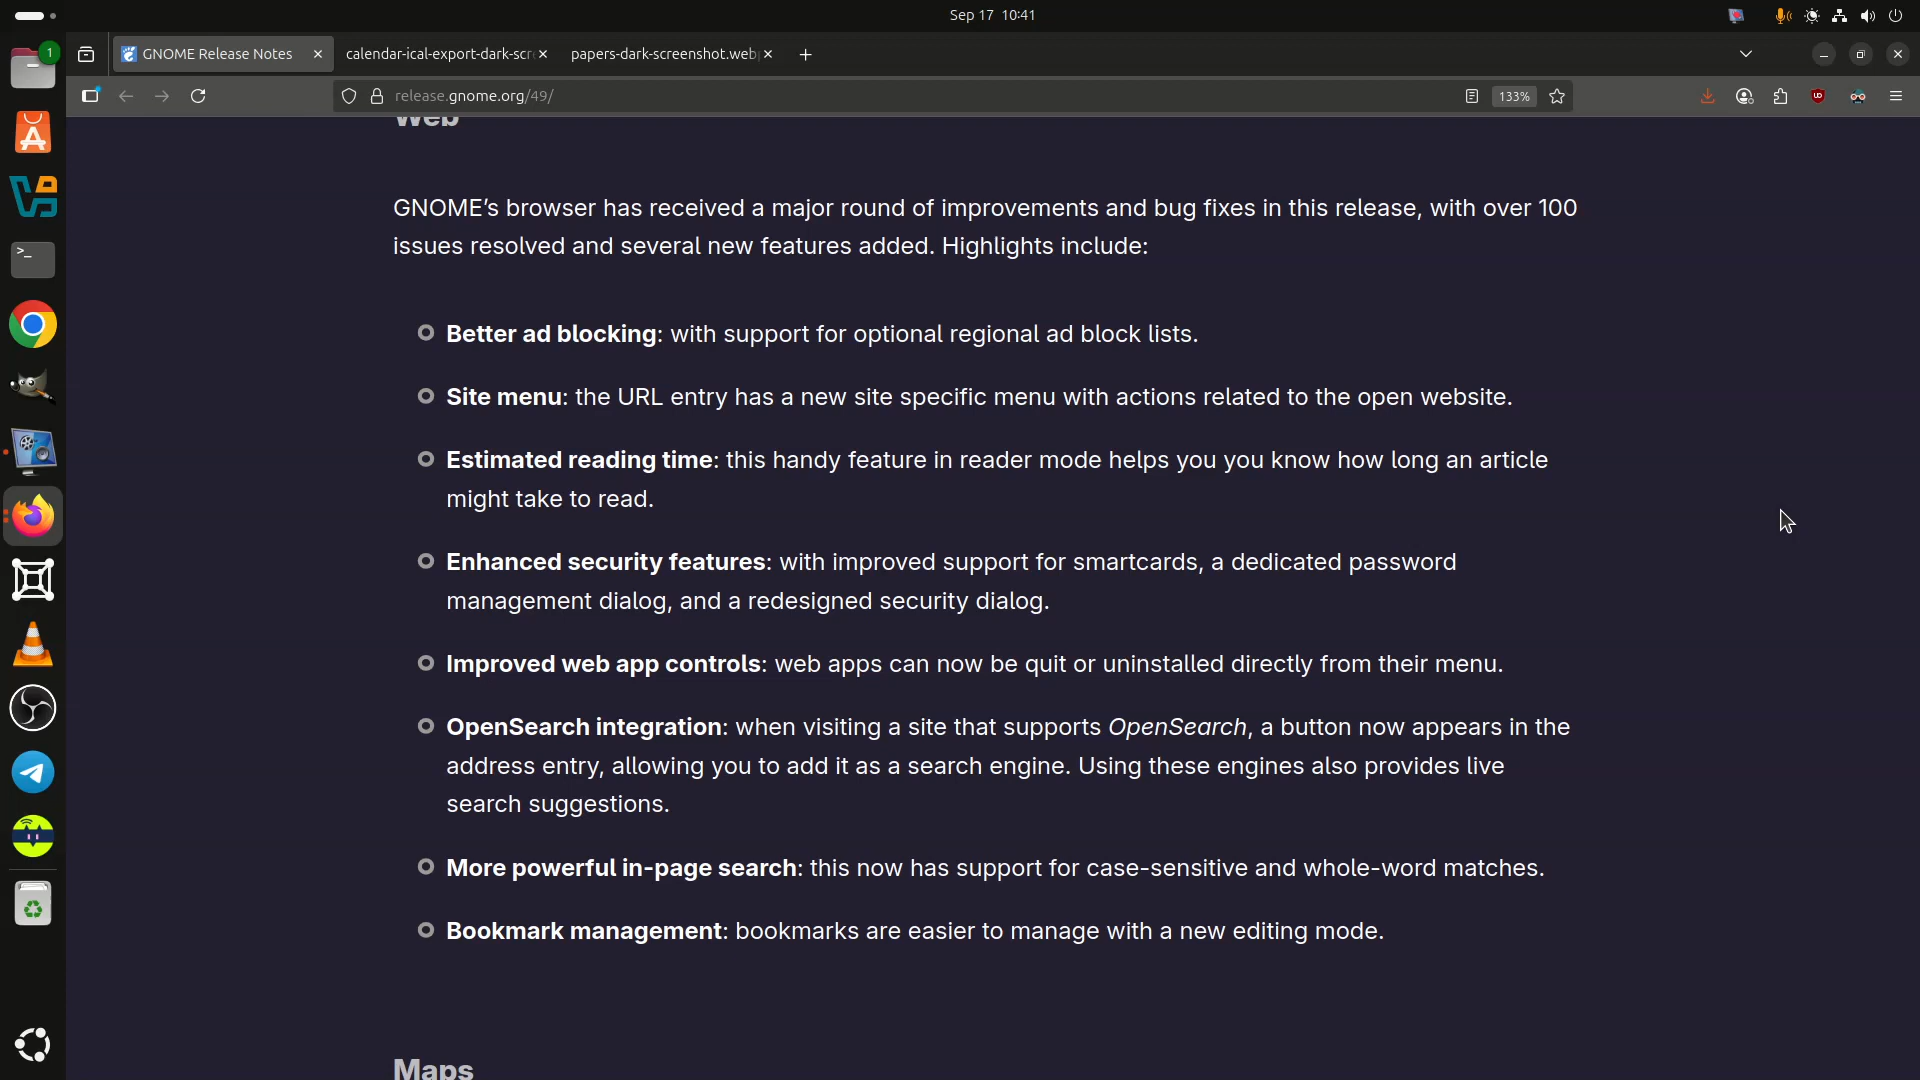 Sep 17 10:41
1
GNOME Release Notes
calendar-ical-export-dark-scr
papers-dark-screenshot.web
release.gnome.org/49/
133%
Web
GNOME’s browser has received a major round of improvements and bug fixes in this release, with over 100
issues resolved and several new features added. Highlights include:
Better ad blocking: with support for optional regional ad block lists.
Site menu: the URL entry has a new site specific menu with actions related to the open website.
Estimated reading time: this handy feature in reader mode helps you you know how long an article
might take to read.
Enhanced security features: with improved support for smartcards, a dedicated password
management dialog, and a redesigned security dialog.
Improved web app controls: web apps can now be quit or uninstalled directly from their menu.
OpenSearch integration: when visiting a site that supports OpenSearch, a button now appears in the
address entry, allowing you to add it as a search engine. Using these engines also provides live
search suggestions.
More powerful in-page search: this now has support for case-sensitive and whole-word matches.
Bookmark management: bookmarks are easier to manage with a new editing mode.
Maps